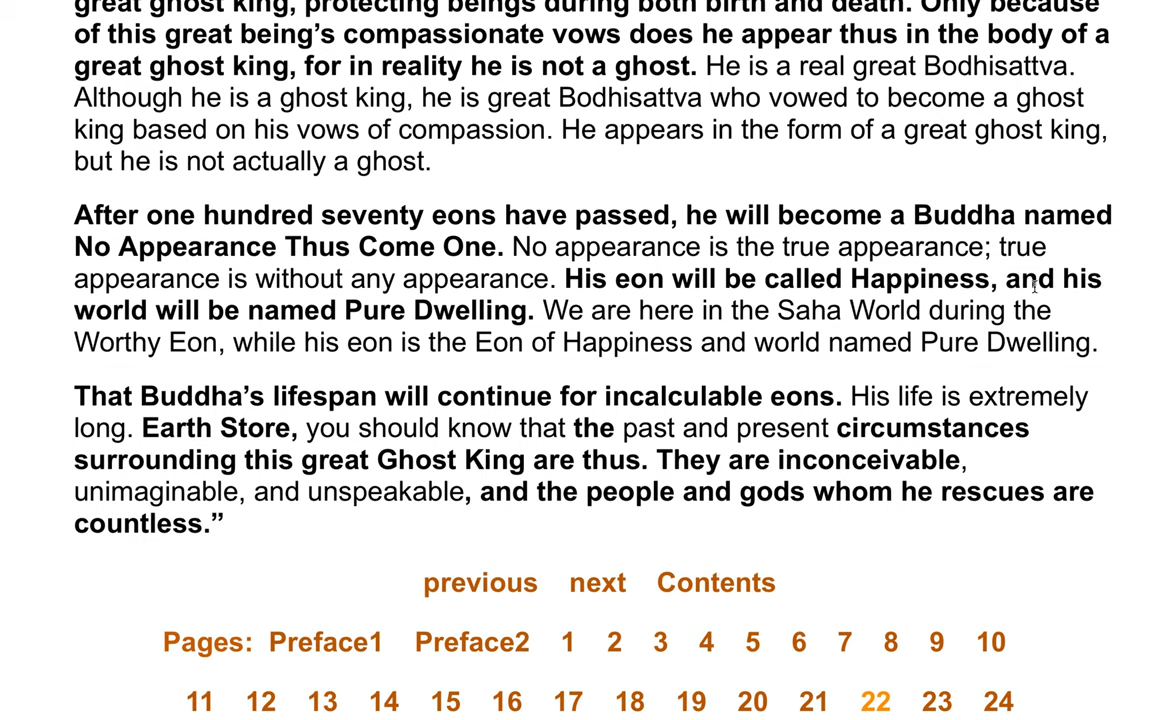 great ghost king, protecting beings during both birth and death. Only because
of this great being’s compassionate vows does he appear thus in the body of a
great ghost king, for in reality he is not a ghost. He is a real great Bodhisattva.
Although he is a ghost king, he is great Bodhisattva who vowed to become a ghost
king based on his vows of compassion. He appears in the form of a great ghost king,
but he is not actually a ghost.
After one hundred seventy eons have passed, he will become a Buddha named
No Appearance Thus Come One. No appearance is the true appearance; true
appearance is without any appearance. His eon will be called Happiness, and his
world will be named Pure Dwelling. We are here in the Saha World during the
Worthy Eon, while his eon is the Eon of Happiness and world named Pure Dwelling.
That Buddha’s lifespan will continue for incalculable eons. His life is extremely
long. Earth Store, you should know that the past and present circumstances
surrounding this great Ghost King are thus. They are inconceivable,
unimaginable, and unspeakable, and the people and gods whom he rescues are
countless.”
previous next Contents
Pages: Preface1 Preface2 1 2 3 4 5 6 7 8 9 10
11 12 13 14 15 16 17 18 19 20 21 22 23 24